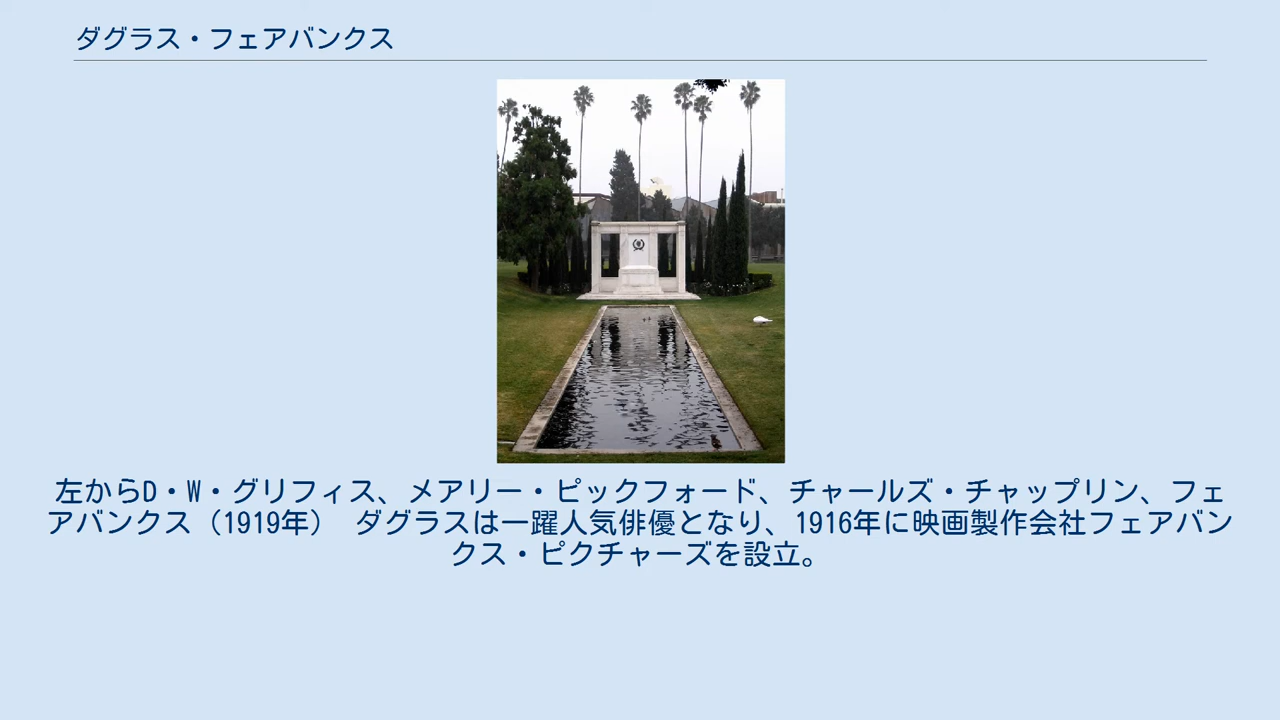 ダグラス・フェアバンクス
左からD・W・グリフィス、メアリー・ピックフォード、チャールズ・チャップリン、フェ
アバンクス（1919年） ダグラスは一躍人気俳優となり、1916年に映画製作会社フェアバン
クス・ピクチャーズを設立。